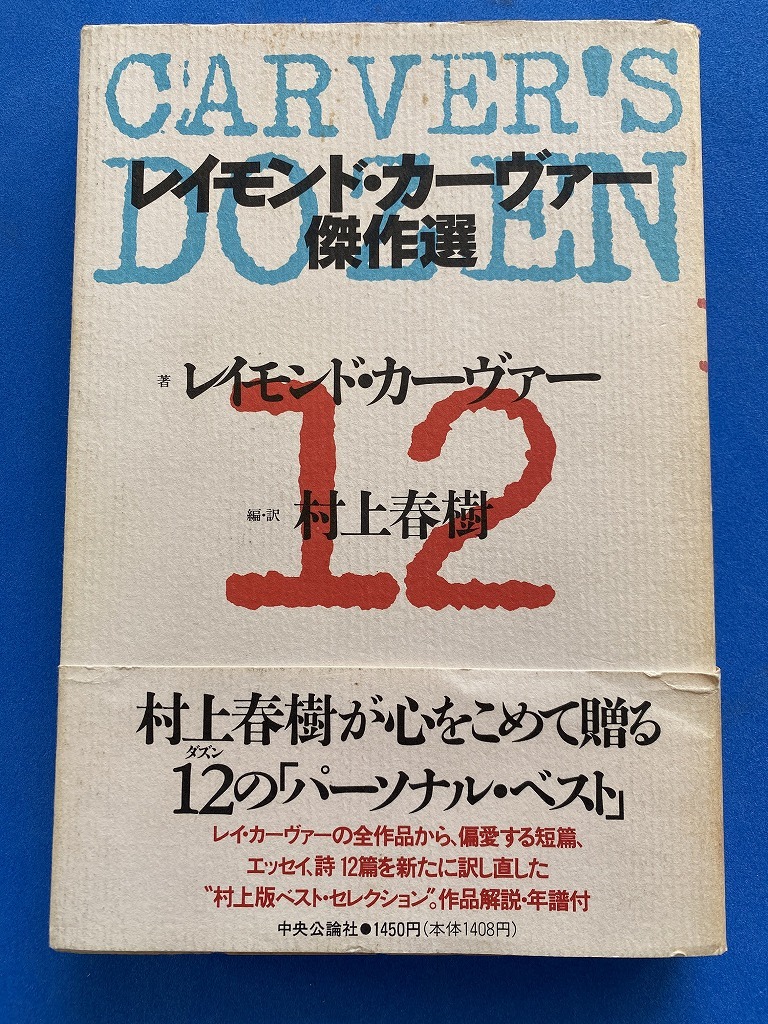 CARVER'S
DOZEN
レイモンド・カーヴァー
傑作選
著 レイモンド・カーヴァー
12
編・訳 村上春樹
村上春樹が心をこめて贈る
ダズン
12の「パーソナル・ベスト」
レイ・カーヴァーの全作品から、偏愛する短篇、
エッセイ、詩12篇を新たに訳し直した
“村上版ベスト・セレクション”。作品解説・年譜付
中央公論社●1450円(本体1408円)